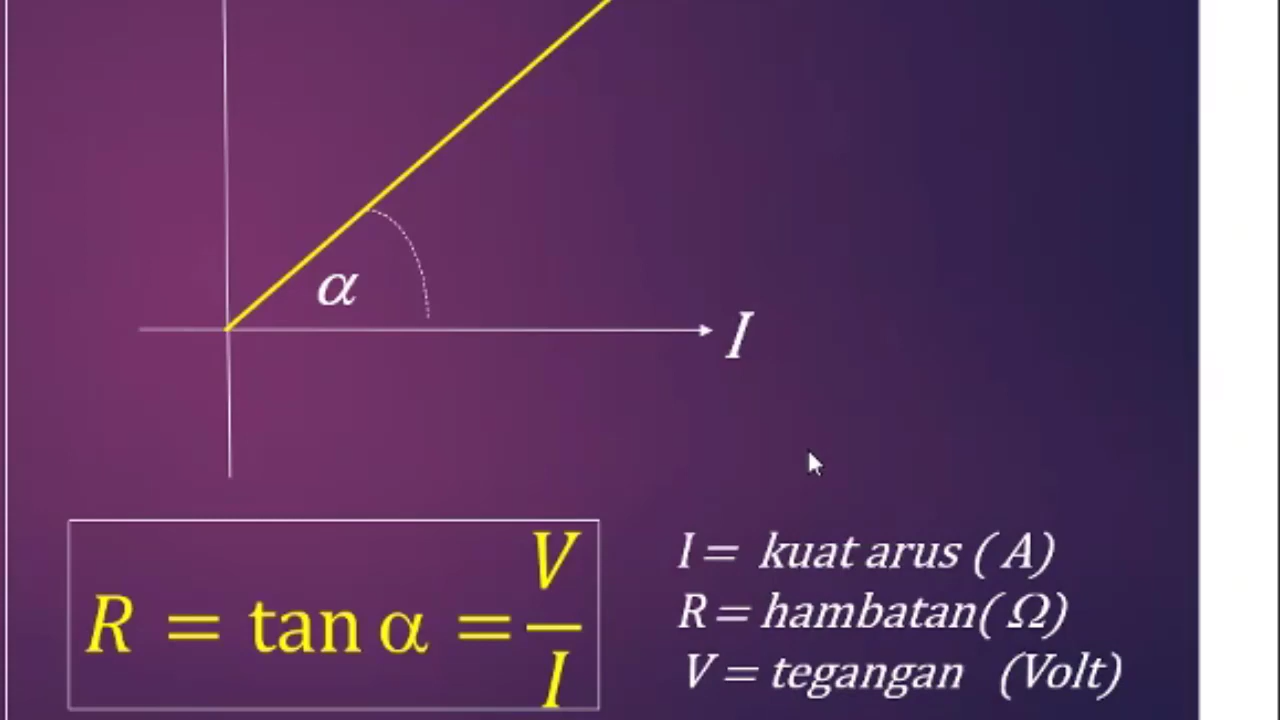 α
I
R = tan α = V/I
I = kuat arus ( A)
R = hambatan( Ω)
V = tegangan (Volt)